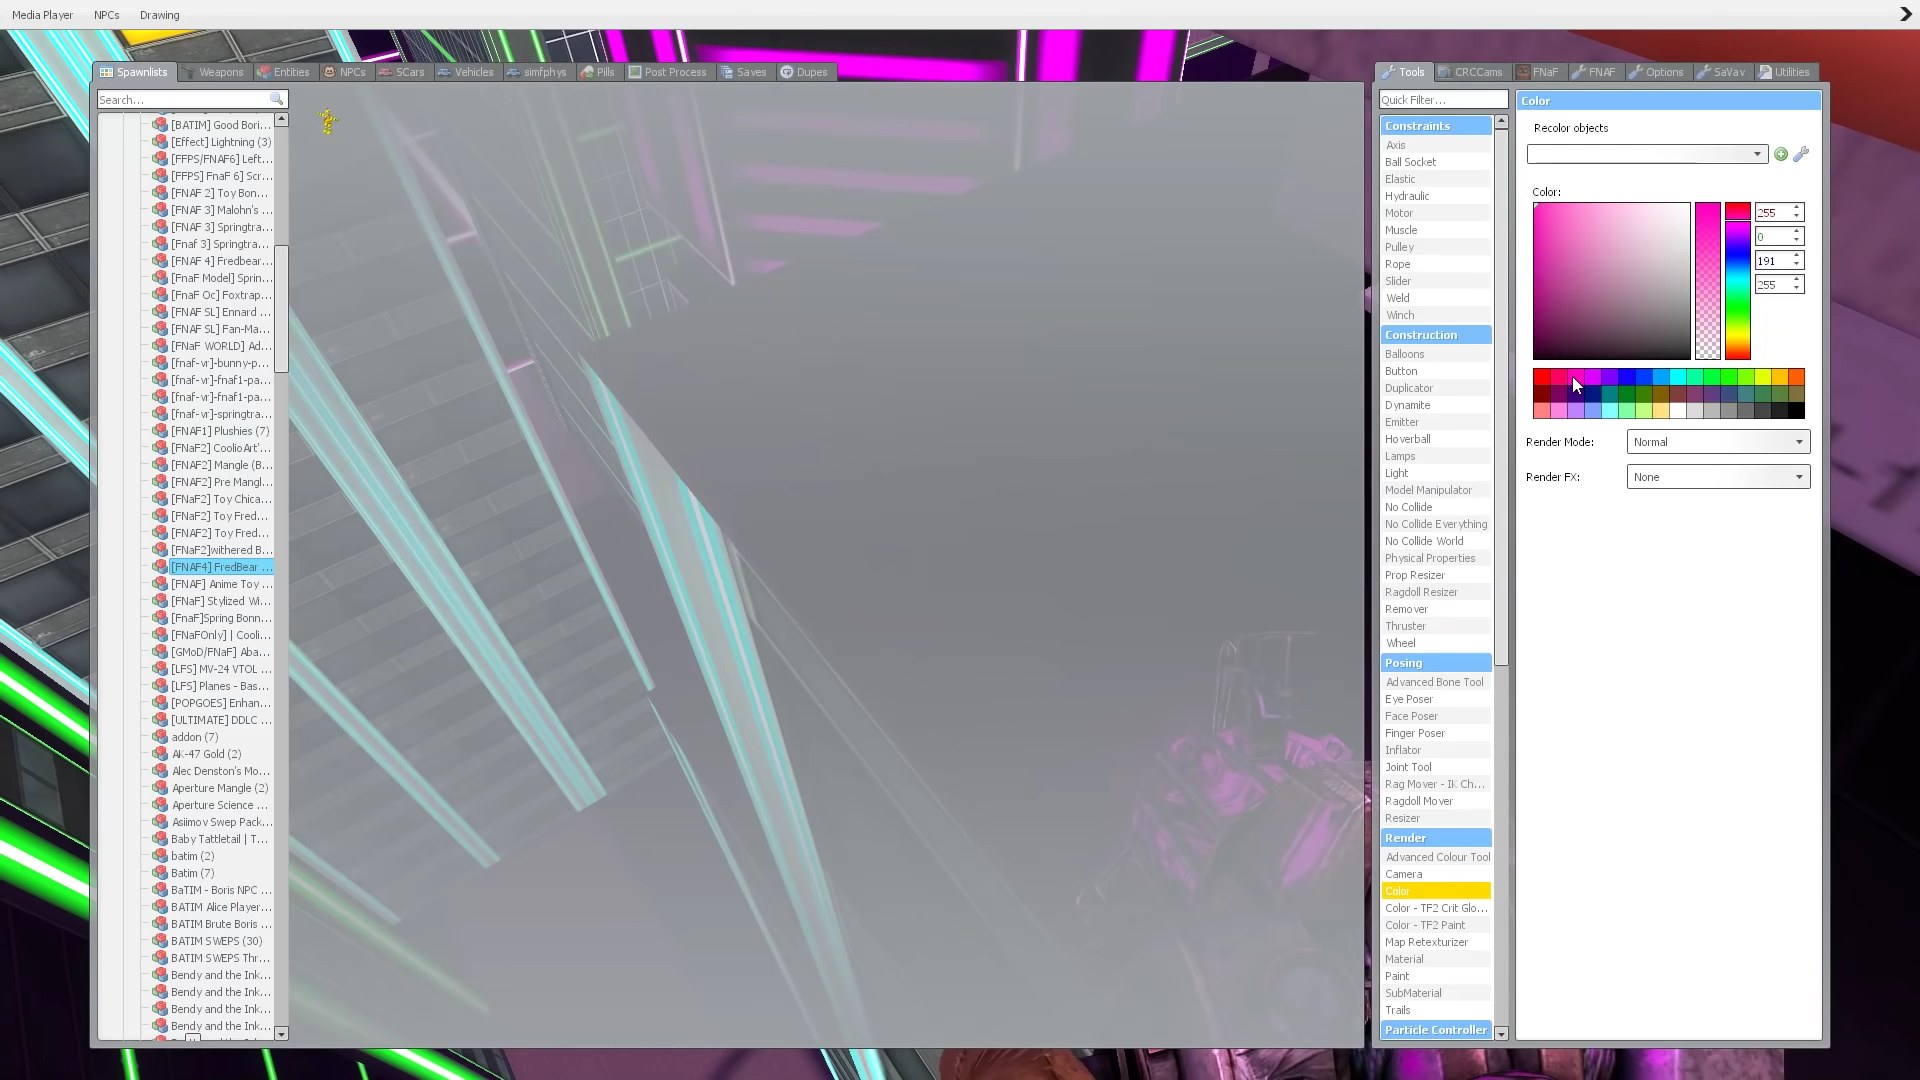 Media Player NPCs Drawing
Spawnlists Weapons Entities NPCs SCars Vehicles simfphys Pills Post Process Saves Dupes
Search...
[BATIM] Good Bori...
[Effect] Lightning (3)
[FFPS/FNAF6] Left...
[FFPS] FnaF 6] Scr...
[FNAF 2] Toy Bon...
[FNAF 3] Malohn's ...
[FNAF 3] Springtra...
[Fnaf 3] Springtra...
[FNAF 4] Fredbear...
[FnaF Model] Sprin...
[FnaF Oc] Foxtrap...
[FNAF SL] Ennard ...
[FNAF SL] Fan-Ma...
[FNaF WORLD] Ad...
[fnaf-vr]-bunny-p...
[fnaf-vr]-fnaf1-pa...
[fnaf-vr]-fnaf1-pa...
[fnaf-vr]-springtra...
[FNAF1] Plushies (7)
[FNaF2] CoolioArt'...
[FNAF2] Mangle (B...
[FNAF2] Pre Mangl...
[FNaF2] Toy Chica...
[FNaF2] Toy Fred...
[FNAF2] Toy Fred...
[FNaF2]withered B...
[FNAF4] FredBear ...
[FNAF] Anime Toy ...
[FNaF] Stylized Wi...
[FnaF]Spring Bonn...
[FNaFOnly] | Cooli...
[GMoD/FNaF] Aba...
[LFS] MV-24 VTOL ...
[LFS] Planes - Bas...
[POPGOES] Enhan...
[ULTIMATE] DDLC ...
addon (7)
AK-47 Gold (2)
Alec Denston's Mo...
Aperture Mangle (2)
Aperture Science ...
Asiimov Swep Pack...
Baby Tattletail | T...
batim (2)
Batim (7)
BaTIM - Boris NPC ...
BATIM Alice Player...
BATIM Brute Boris ...
BATIM SWEPS (30)
BATIM SWEPS Thr...
Bendy and the Ink...
Bendy and the Ink...
Bendy and the Ink...
Bendy and the Ink...
Tools CRCCams FNaF FNAF Options SaVav Utilities
Quick Filter...
Constraints
Axis
Ball Socket
Elastic
Hydraulic
Motor
Muscle
Pulley
Rope
Slider
Weld
Winch
Construction
Balloons
Button
Duplicator
Dynamite
Emitter
Hoverball
Lamps
Light
Model Manipulator
No Collide
No Collide Everything
No Collide World
Physical Properties
Prop Resizer
Ragdoll Resizer
Remover
Thruster
Wheel
Posing
Advanced Bone Tool
Eye Poser
Face Poser
Finger Poser
Inflator
Joint Tool
Rag Mover - IK Ch...
Ragdoll Mover
Resizer
Render
Advanced Colour Tool
Camera
Color
Color - TF2 Crit Glo...
Color - TF2 Paint
Map Retexturizer
Material
Paint
SubMaterial
Trails
Particle Controller
Color
Recolor objects
Color:
255
0
191
255
Render Mode: Normal
Render FX: None